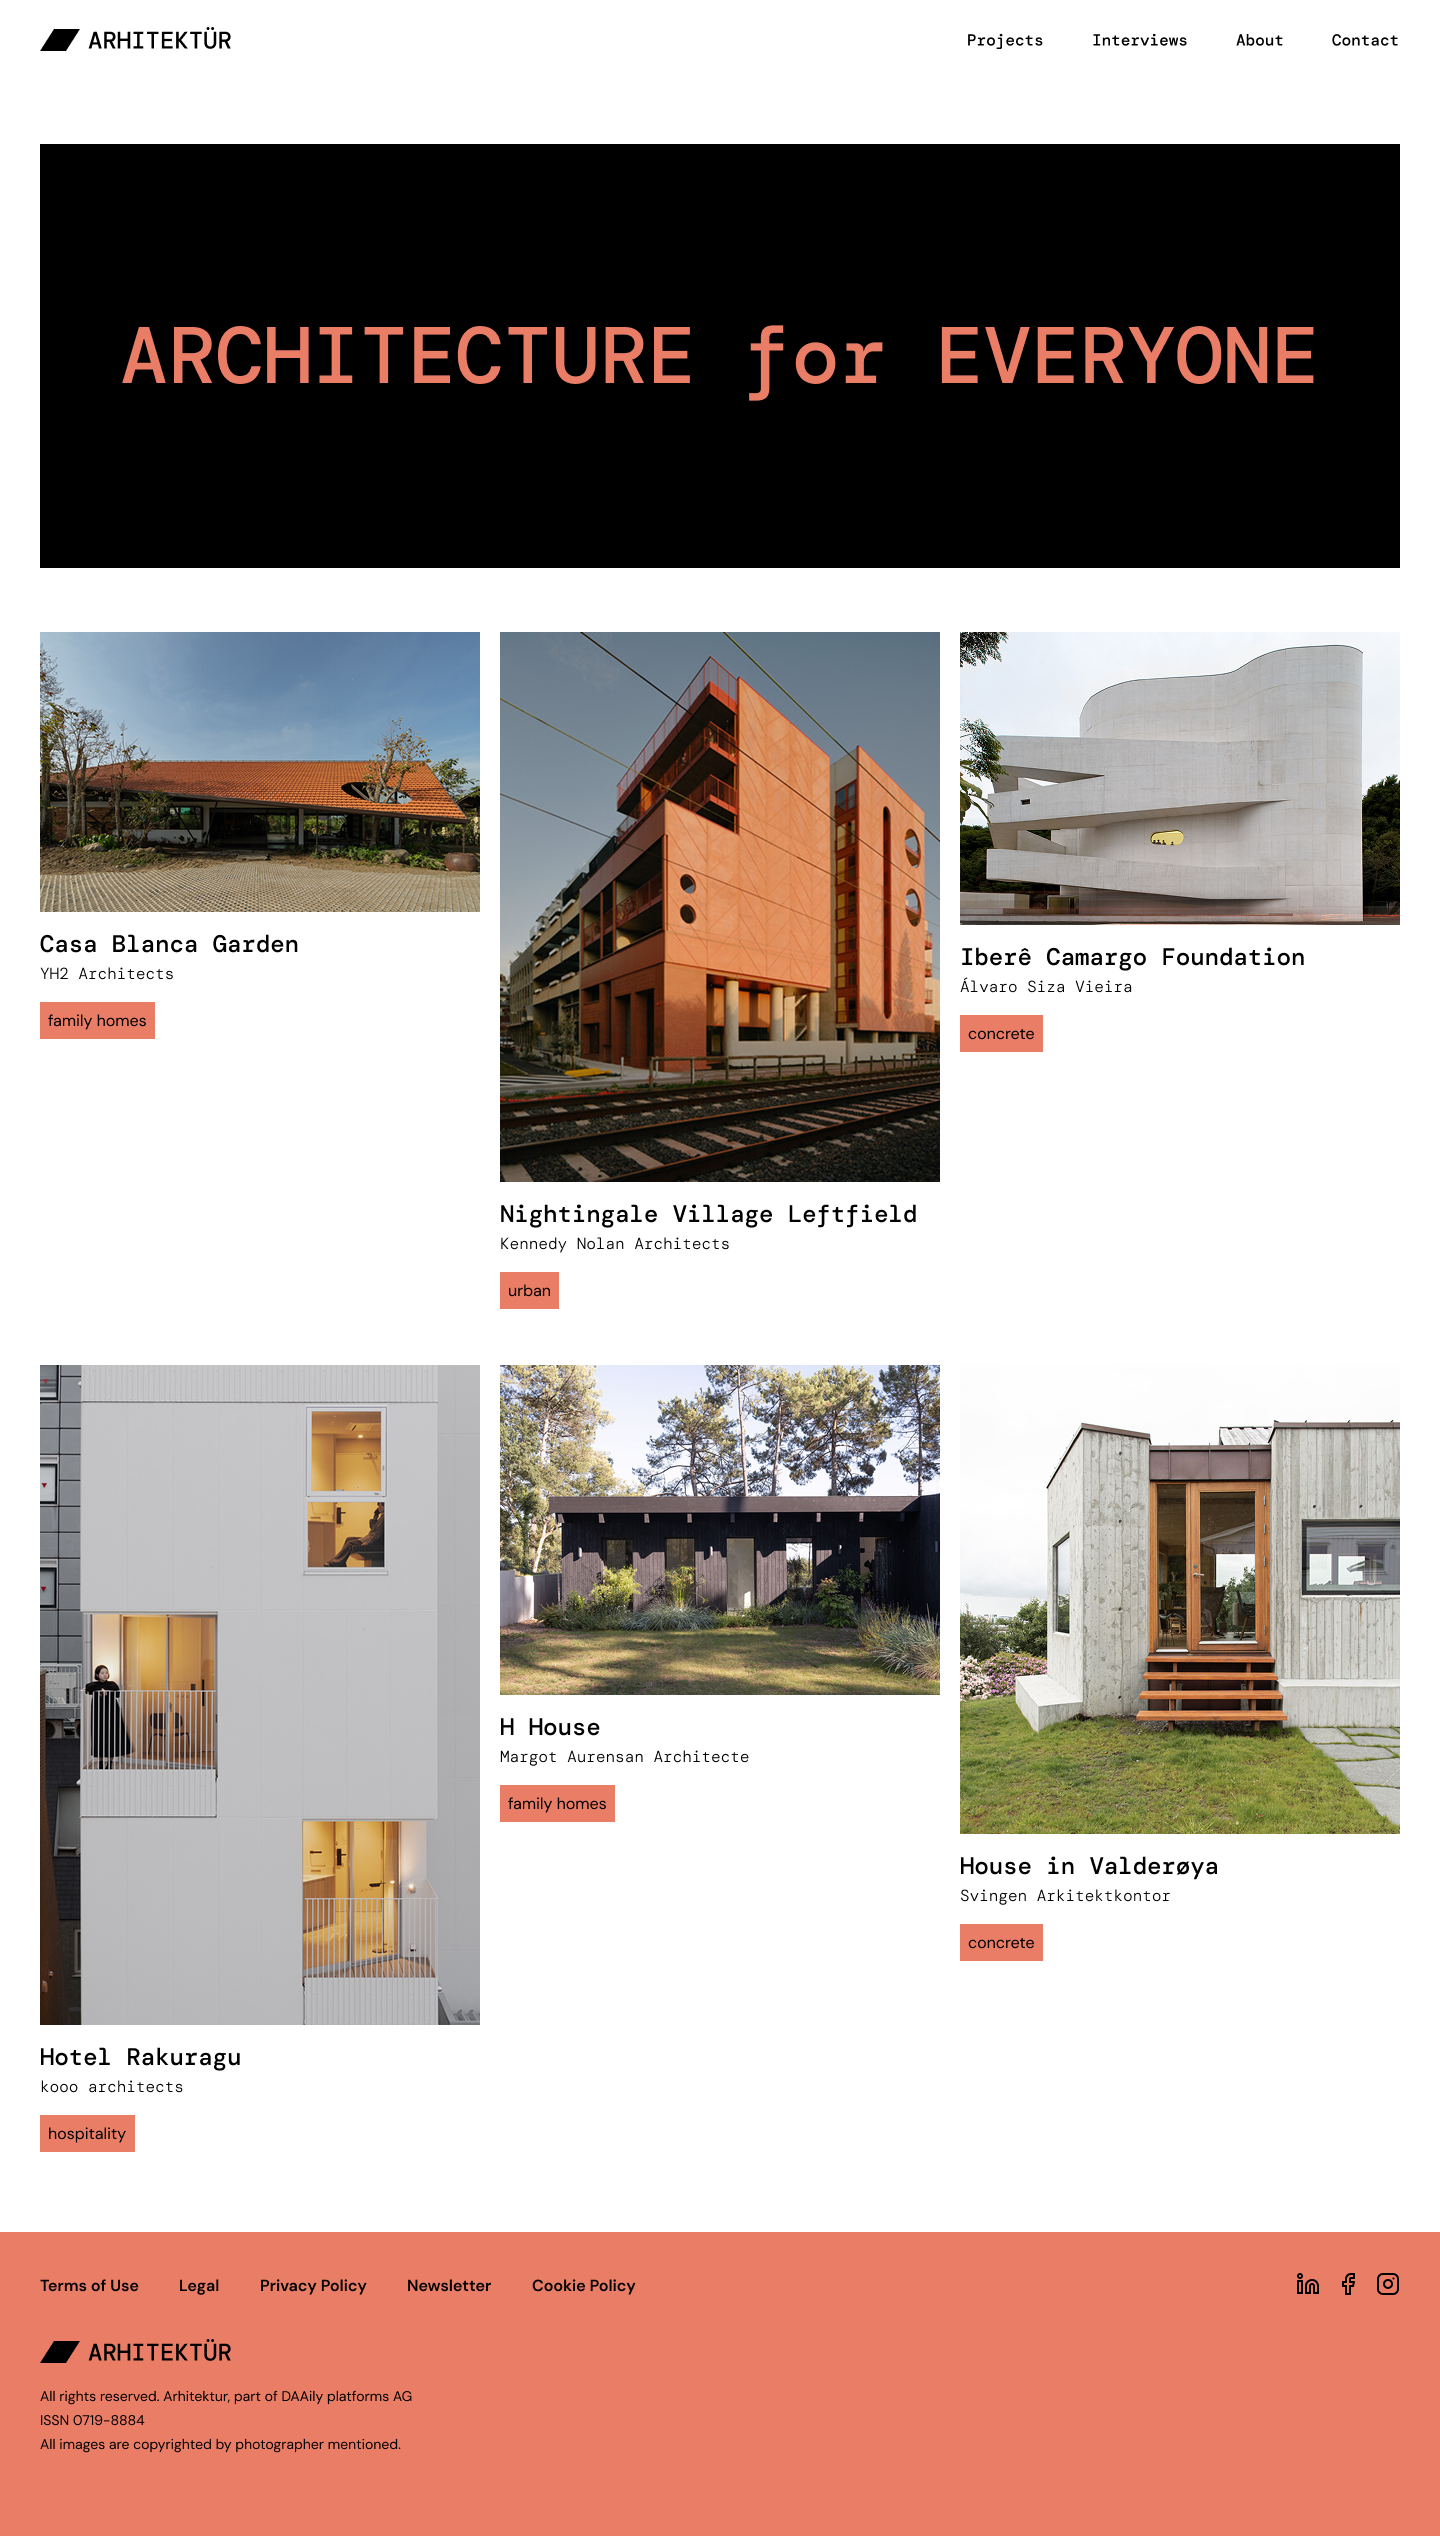 ARHITEKTÜR
Projects Interviews About Contact
ARCHITECTURE for EVERYONE
Casa Blanca Garden
YH2 Architects
family homes
Nightingale Village Leftfield
Kennedy Nolan Architects
urban
Iberê Camargo Foundation
Álvaro Siza Vieira
concrete
Hotel Rakuragu
kooo architects
hospitality
H House
Margot Aurensan Architecte
family homes
House in Valderøya
Svingen Arkitektkontor
concrete
Terms of Use Legal Privacy Policy Newsletter Cookie Policy
ARHITEKTÜR
All rights reserved. Arhitektur, part of DAAily platforms AG
ISSN 0719-8884
All images are copyrighted by photographer mentioned.